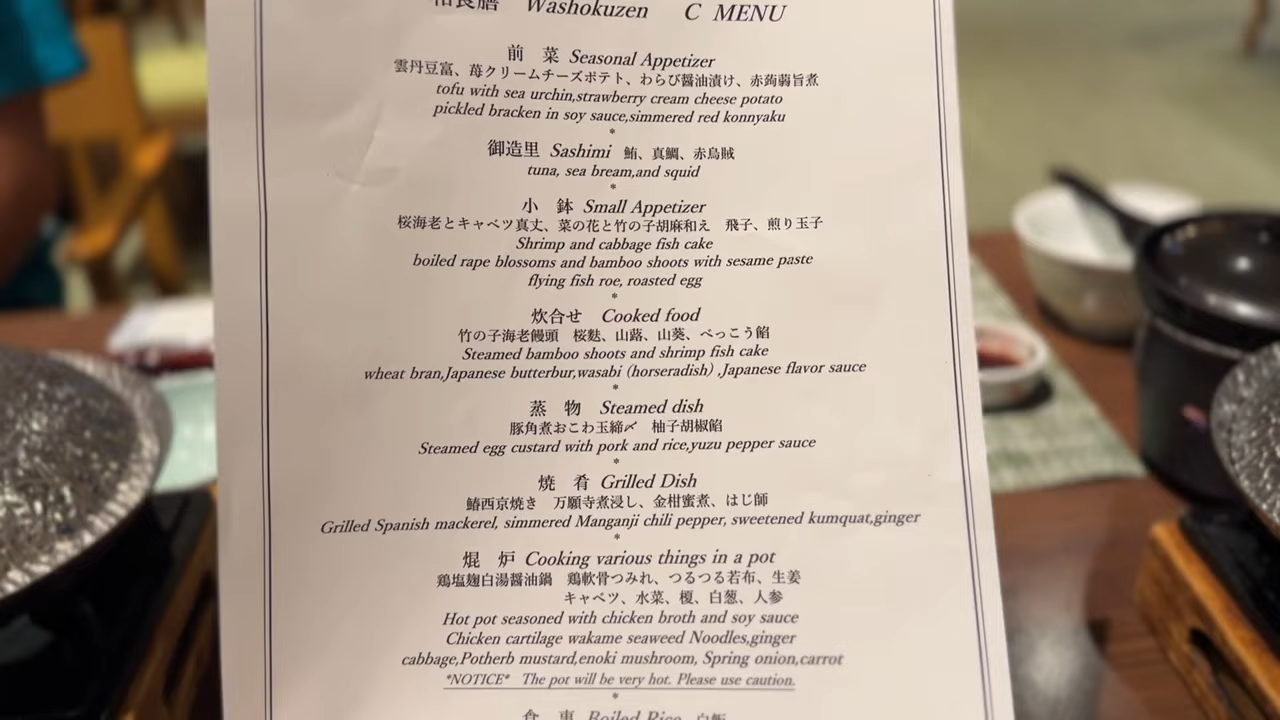 和食膳 Washokuzen C MENU
前 菜 Seasonal Appetizer
雲丹豆富、苺クリームチーズポテト、わらび醤油漬け、赤蒟蒻旨煮
tofu with sea urchin,strawberry cream cheese potato
pickled bracken in soy sauce,simmered red konnyaku
*
御造里 Sashimi 鮪、真鯛、赤烏賊
tuna, sea bream,and squid
*
小 鉢 Small Appetizer
桜海老とキャベツ真丈、菜の花と竹の子胡麻和え 飛子、煎り玉子
Shrimp and cabbage fish cake
boiled rape blossoms and bamboo shoots with sesame paste
flying fish roe, roasted egg
*
炊合せ Cooked food
竹の子海老饅頭 桜麩、山蕗、山葵、べっこう餡
Steamed bamboo shoots and shrimp fish cake
wheat bran,Japanese butterbur,wasabi (horseradish) ,Japanese flavor sauce
*
蒸 物 Steamed dish
豚角煮おこわ玉締〆 柚子胡椒餡
Steamed egg custard with pork and rice,yuzu pepper sauce
*
焼 肴 Grilled Dish
鰆西京焼き 万願寺煮浸し、金柑蜜煮、はじ師
Grilled Spanish mackerel, simmered Manganji chili pepper, sweetened kumquat,ginger
*
焜 炉 Cooking various things in a pot
鶏塩麹白湯醤油鍋 鶏軟骨つみれ、つるつる若布、生姜
キャベツ、水菜、榎、白葱、人参
Hot pot seasoned with chicken broth and soy sauce
Chicken cartilage wakame seaweed Noodles,ginger
cabbage,Potherb mustard,enoki mushroom, Spring onion,carrot
*NOTICE* The pot will be very hot. Please use caution.
*
食 事 Boiled Rice 白飯